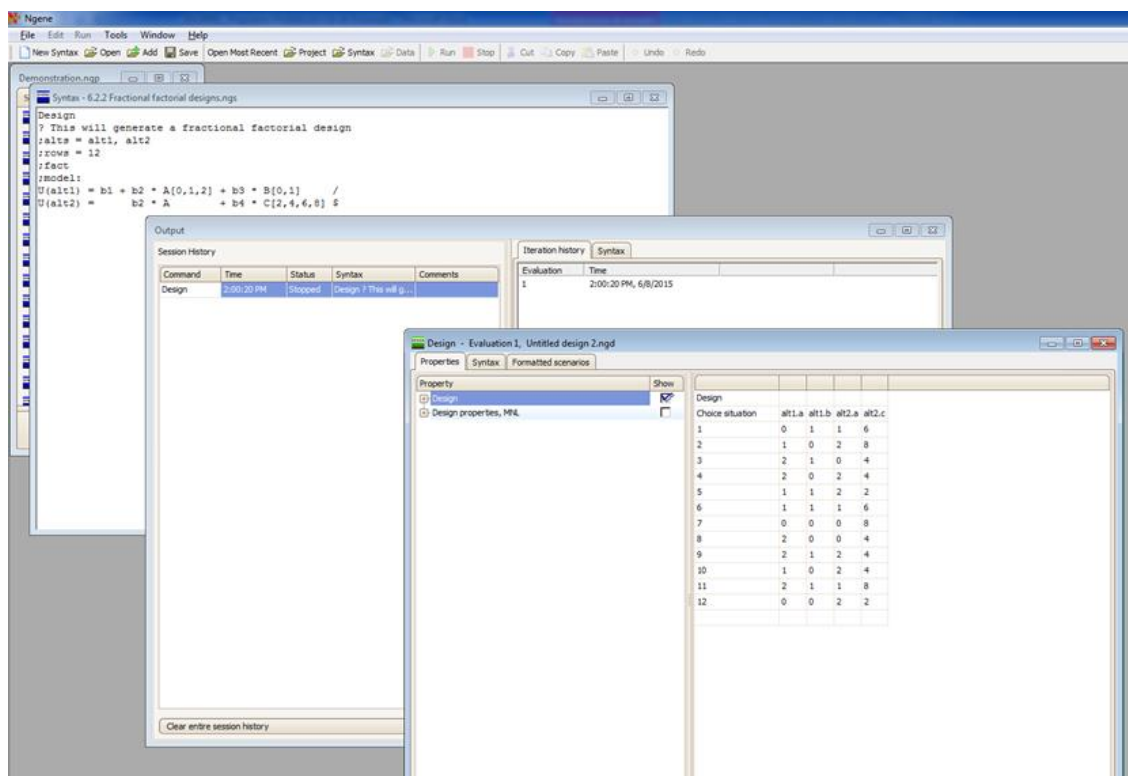 Ngene
File Edit Run Tools Window Help
New Syntax Open Add Save Open Most Recent Project Syntax Data Run Stop Cut Copy Paste Undo Redo
Demonstration.ngp
Syntax - 6.2.2 Fractional factorial designs.ngs
Design
? This will generate a fractional factorial design
;alts = alt1, alt2
;rows = 12
;fact
;model:
U(alt1) = b1 + b2 * A[0,1,2] + b3 * B[0,1] /
U(alt2) = b2 * A + b4 * C[2,4,6,8] $
Output
Session History
Command Time Status Syntax Comments
Design 2:00:20 PM Stopped Design ? This will g...
Clear entire session history
Iteration history Syntax
Evaluation Time
1 2:00:20 PM, 6/8/2015
Design - Evaluation 1, Untitled design 2.ngd
Properties Syntax Formatted scenarios
Property Show
Design
Design properties, MNL
Design
Choice situation alt1.a alt1.b alt2.a alt2.c
1 0 1 1 6
2 1 0 2 8
3 2 1 0 4
4 2 0 2 4
5 1 1 2 2
6 1 1 1 6
7 0 0 0 8
8 2 0 0 4
9 2 1 2 4
10 1 0 2 4
11 2 1 1 8
12 0 0 2 2